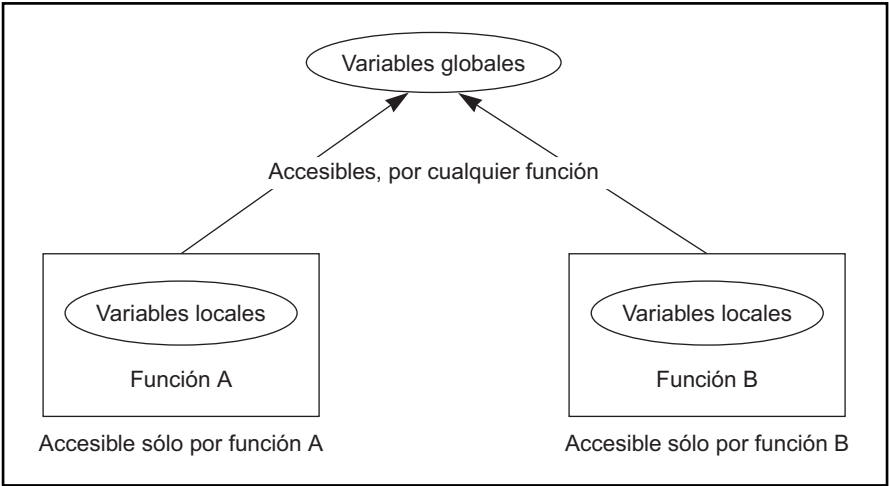 Variables globales
Accesibles, por cualquier función
Variables locales
Función A
Accesible sólo por función A
Variables locales
Función B
Accesible sólo por función B